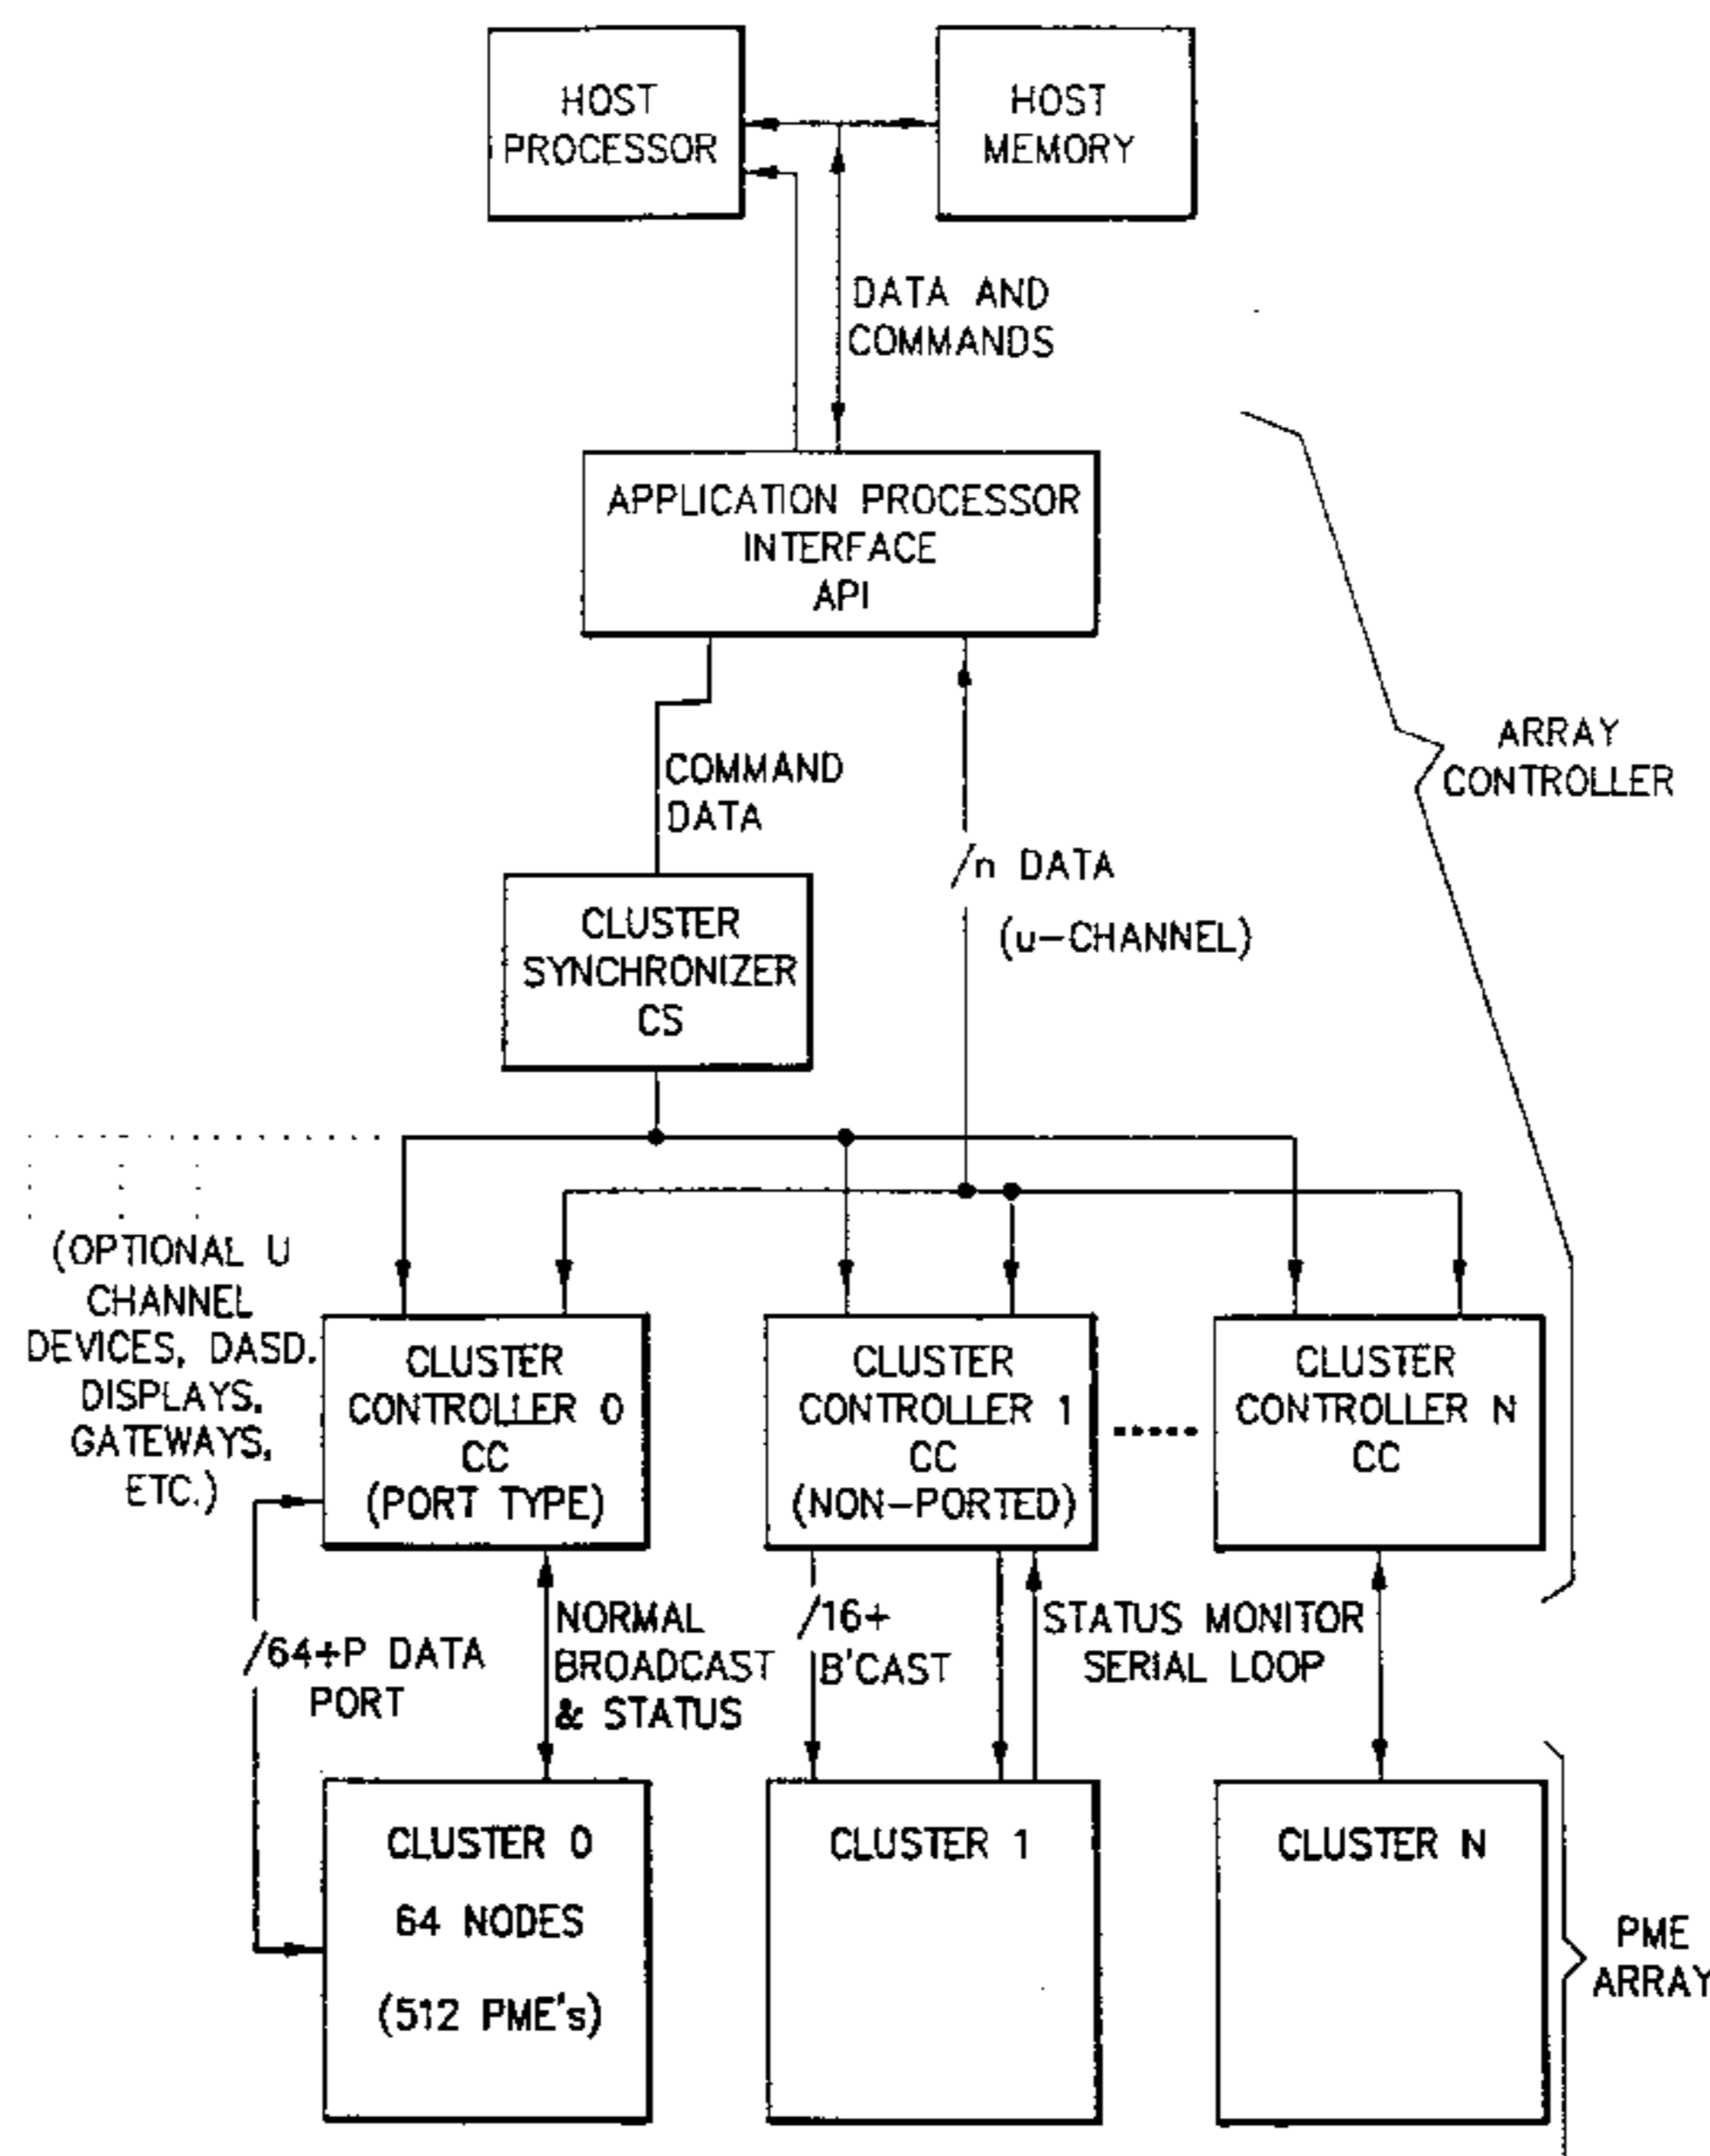 HOST
PROCESSOR
HOST
MEMORY
DATA AND
COMMANDS
APPLICATION PROCESSOR
INTERFACE
API
ARRAY
CONTROLLER
COMMAND
DATA
/n DATA
(u-CHANNEL)
CLUSTER
SYNCHRONIZER
CS
(OPTIONAL U
CHANNEL
DEVICES, DASD.
DISPLAYS,
GATEWAYS,
ETC.)
CLUSTER
CONTROLLER 0
CC
(PORT TYPE)
CLUSTER
CONTROLLER 1
CC
(NON-PORTED)
CLUSTER
CONTROLLER N
CC
/64+P DATA
PORT
NORMAL
BROADCAST
& STATUS
/16+
B'CAST
STATUS MONITOR
SERIAL LOOP
CLUSTER 0
64 NODES
(512 PME's)
CLUSTER 1
CLUSTER N
PME
ARRAY